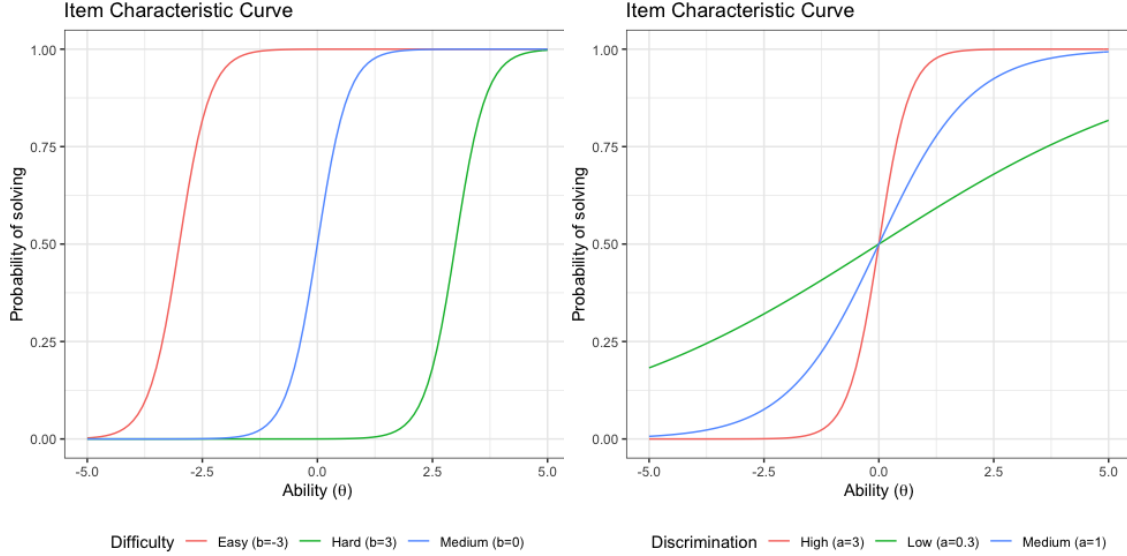 Item Characteristic Curve
Probability of solving
1.00
0.75
0.50
0.25
0.00
-5.0 -2.5 0.0 2.5 5.0
Ability (θ)
Difficulty Easy (b=-3) Hard (b=3) Medium (b=0)
Item Characteristic Curve
Probability of solving
1.00
0.75
0.50
0.25
0.00
-5.0 -2.5 0.0 2.5 5.0
Ability (θ)
Discrimination High (a=3) Low (a=0.3) Medium (a=1)